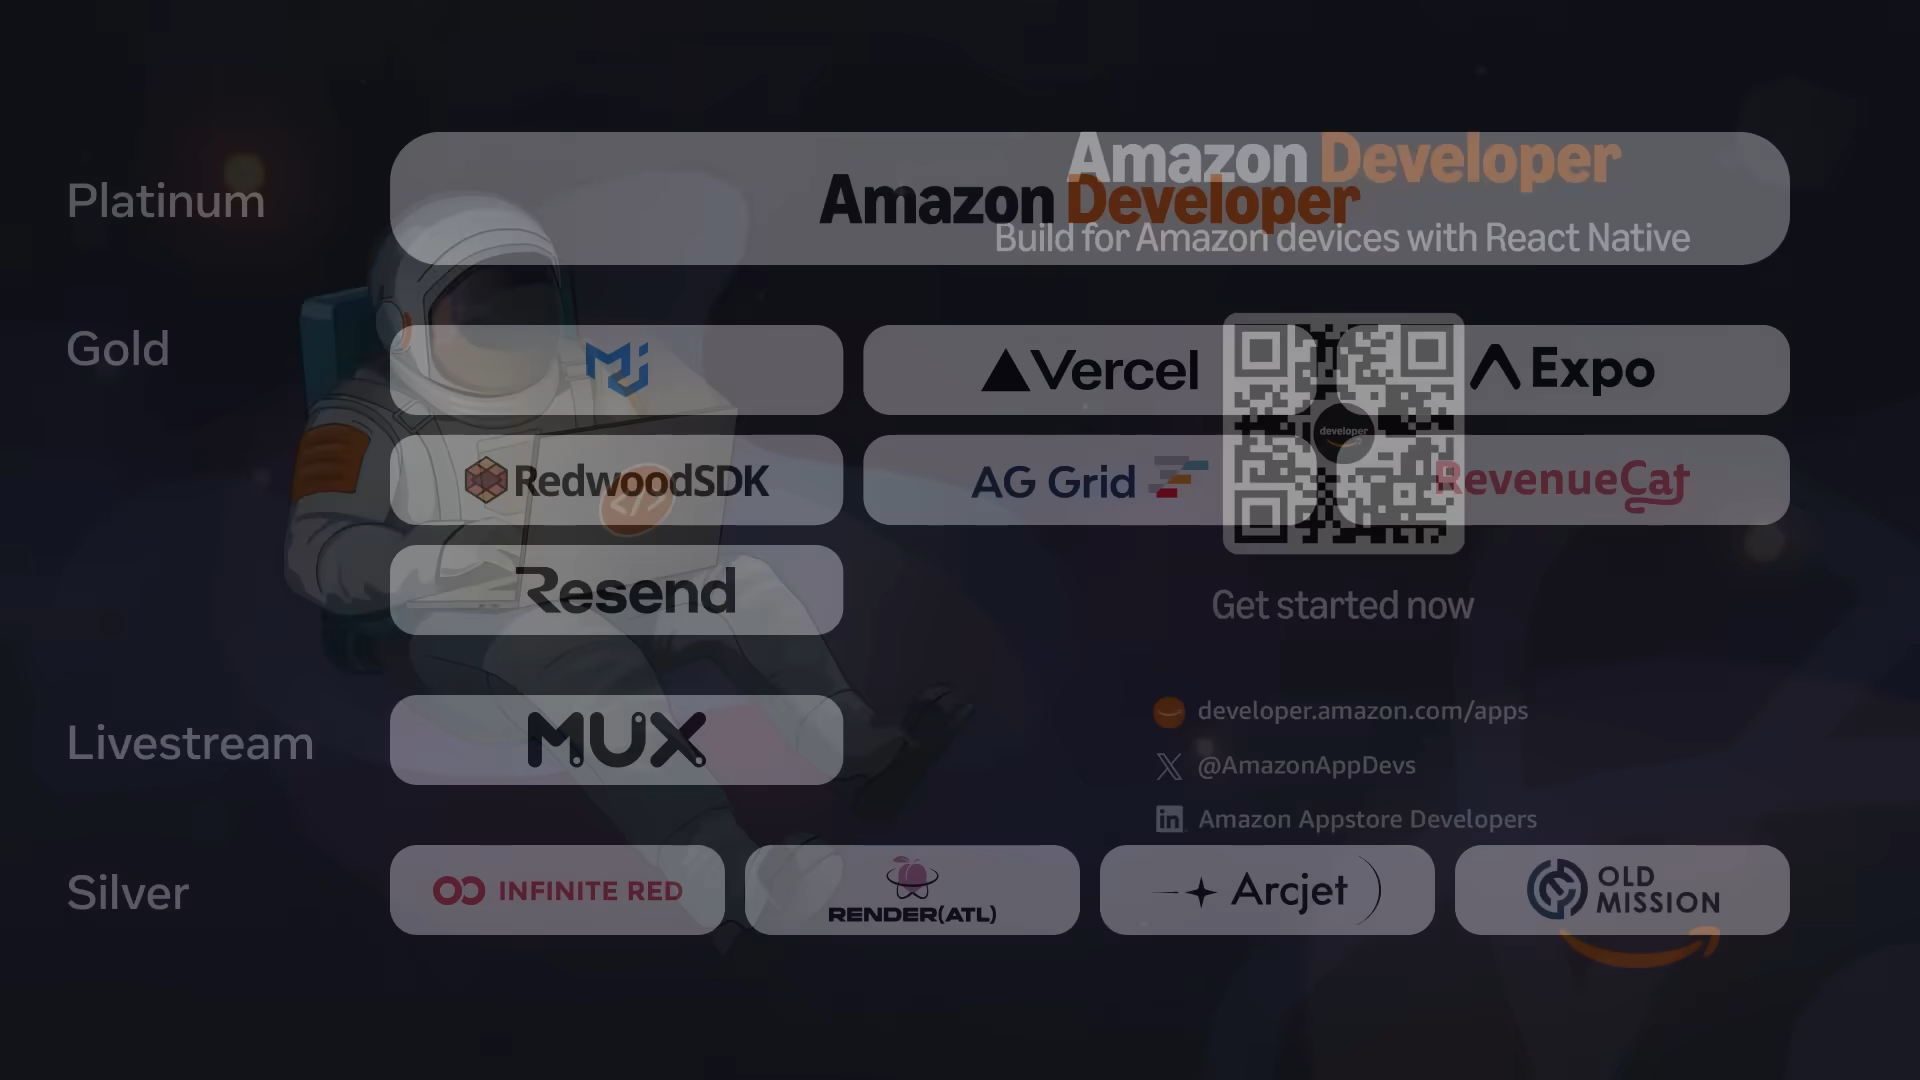 Platinum
Amazon Developer
Amazon Developer
Build for Amazon devices with React Native
Gold
Vercel
Expo
RedwoodSDK
</>
AG Grid
developer
RevenueCat
Resend
Get started now
Livestream
MUX
developer.amazon.com/apps
@AmazonAppDevs
in Amazon Appstore Developers
Silver
INFINITE RED
RENDER(ATL)
Arcjet
OLD
MISSION